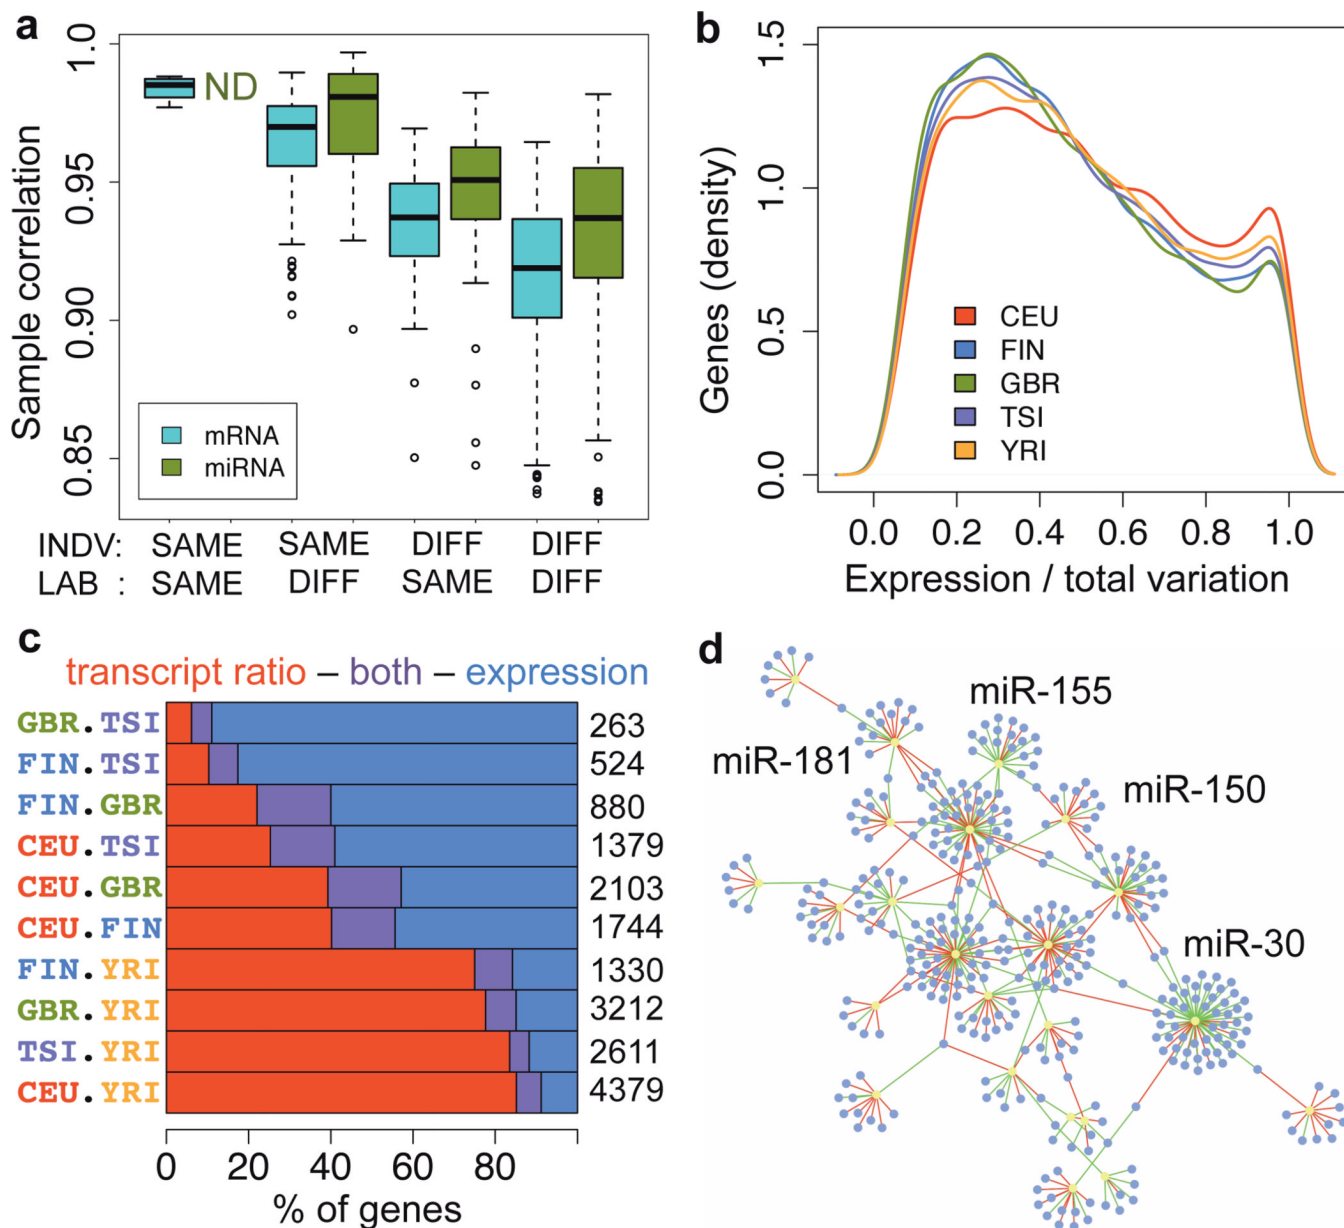 a
1.0
0.95
0.90
0.85
Sample correlation
ND
mRNA
miRNA
INDV: SAME SAME DIFF DIFF
LAB : SAME DIFF SAME DIFF
b
1.5
1.0
0.5
0.0
Genes (density)
CEU
FIN
GBR
TSI
YRI
0.0 0.2 0.4 0.6 0.8 1.0
Expression / total variation
c
transcript ratio – both – expression
GBR.TSI 263
FIN.TSI 524
FIN.GBR 880
CEU.TSI 1379
CEU.GBR 2103
CEU.FIN 1744
FIN.YRI 1330
GBR.YRI 3212
TSI.YRI 2611
CEU.YRI 4379
0 20 40 60 80
% of genes
d
miR-155
miR-181
miR-150
miR-30